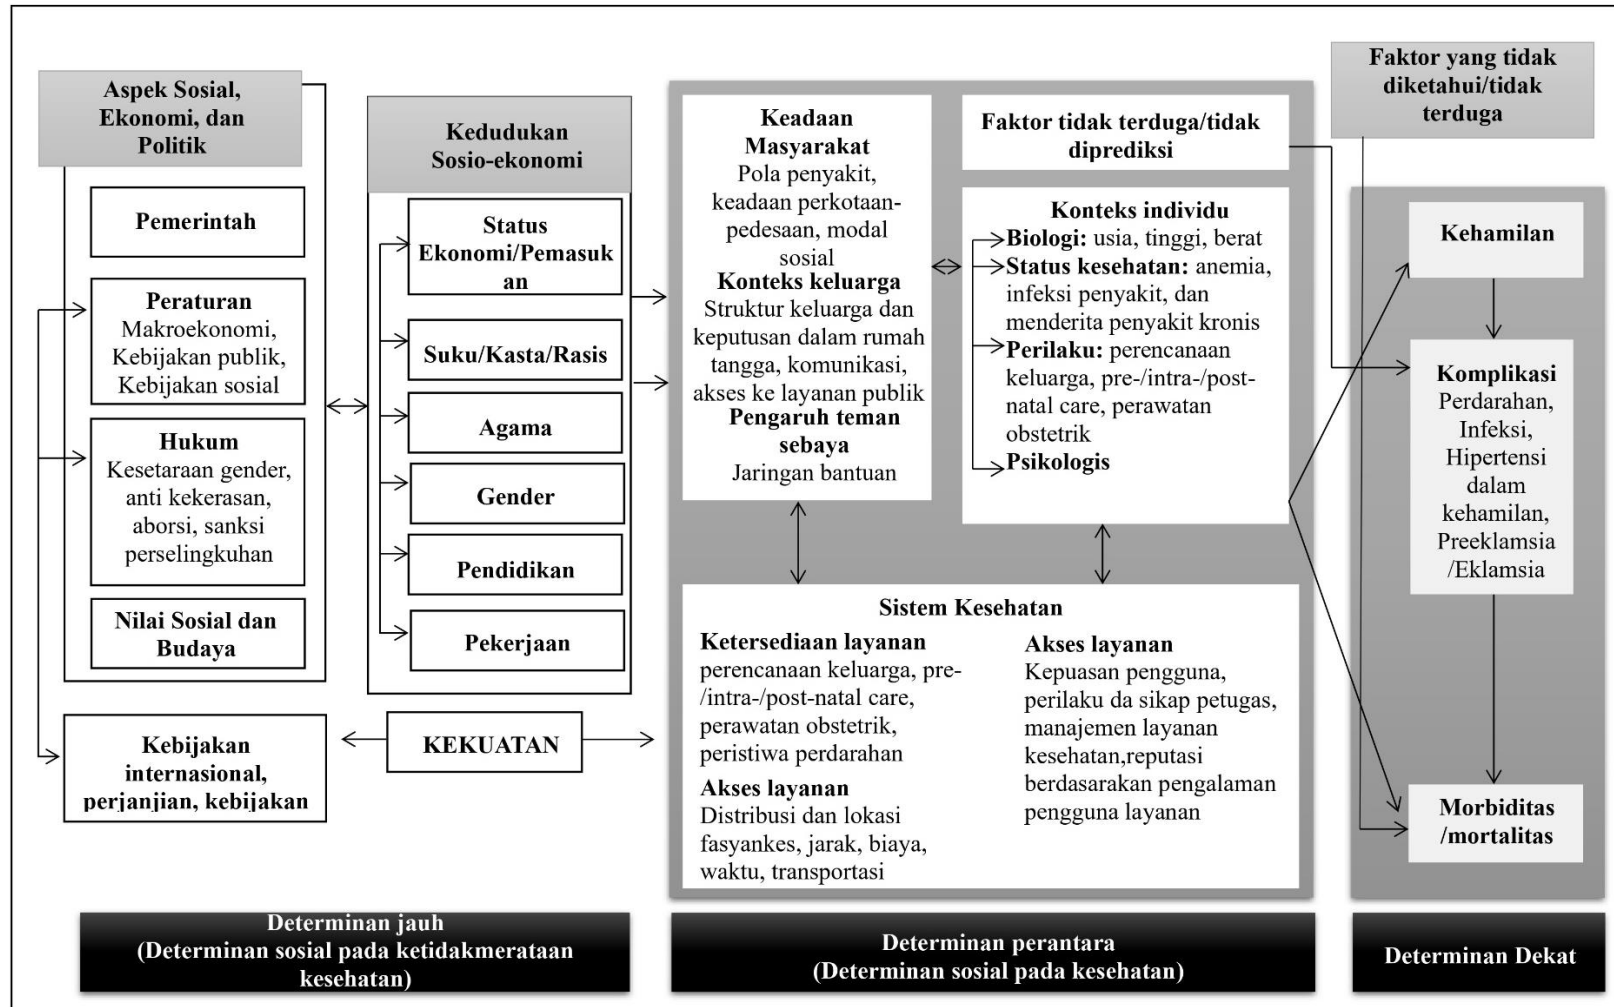 Aspek Sosial,
Ekonomi, dan
Politik
Pemerintah
Peraturan
Makroekonomi,
Kebijakan publik,
Kebijakan sosial
Hukum
Kesetaraan gender,
anti kekerasan,
aborsi, sanksi
perselingkuhan
Nilai Sosial dan
Budaya
Kebijakan
internasional,
perjanjian, kebijakan
Kedudukan
Sosio-ekonomi
Status
Ekonomi/Pemasuk
an
Suku/Kasta/Rasis
Agama
Gender
Pendidikan
Pekerjaan
KEKUATAN
Keadaan
Masyarakat
Pola penyakit,
keadaan perkotaan-
pedesaan, modal
sosial
Konteks keluarga
Struktur keluarga dan
keputusan dalam rumah
tangga, komunikasi,
akses ke layanan publik
Pengaruh teman
sebaya
Jaringan bantuan
Faktor tidak terduga/tidak
diprediksi
Konteks individu
Biologi: usia, tinggi, berat
Status kesehatan: anemia,
infeksi penyakit, dan
menderita penyakit kronis
Perilaku: perencanaan
keluarga, pre-/intra-/post-
natal care, perawatan
obstetrik
Psikologis
Sistem Kesehatan
Ketersediaan layanan
perencanaan keluarga, pre-
/intra-/post-natal care,
perawatan obstetrik,
peristiwa perdarahan
Akses layanan
Distribusi dan lokasi
fasyankes, jarak, biaya,
waktu, transportasi
Akses layanan
Kepuasan pengguna,
perilaku da sikap petugas,
manajemen layanan
kesehatan,reputasi
berdasarakan pengalaman
pengguna layanan
Faktor yang tidak
diketahui/tidak
terduga
Kehamilan
Komplikasi
Perdarahan,
Infeksi,
Hipertensi
dalam
kehamilan,
Preeklamsia
/Eklamsia
Morbiditas
/mortalitas
Determinan jauh
(Determinan sosial pada ketidakmerataan
kesehatan)
Determinan perantara
(Determinan sosial pada kesehatan)
Determinan Dekat